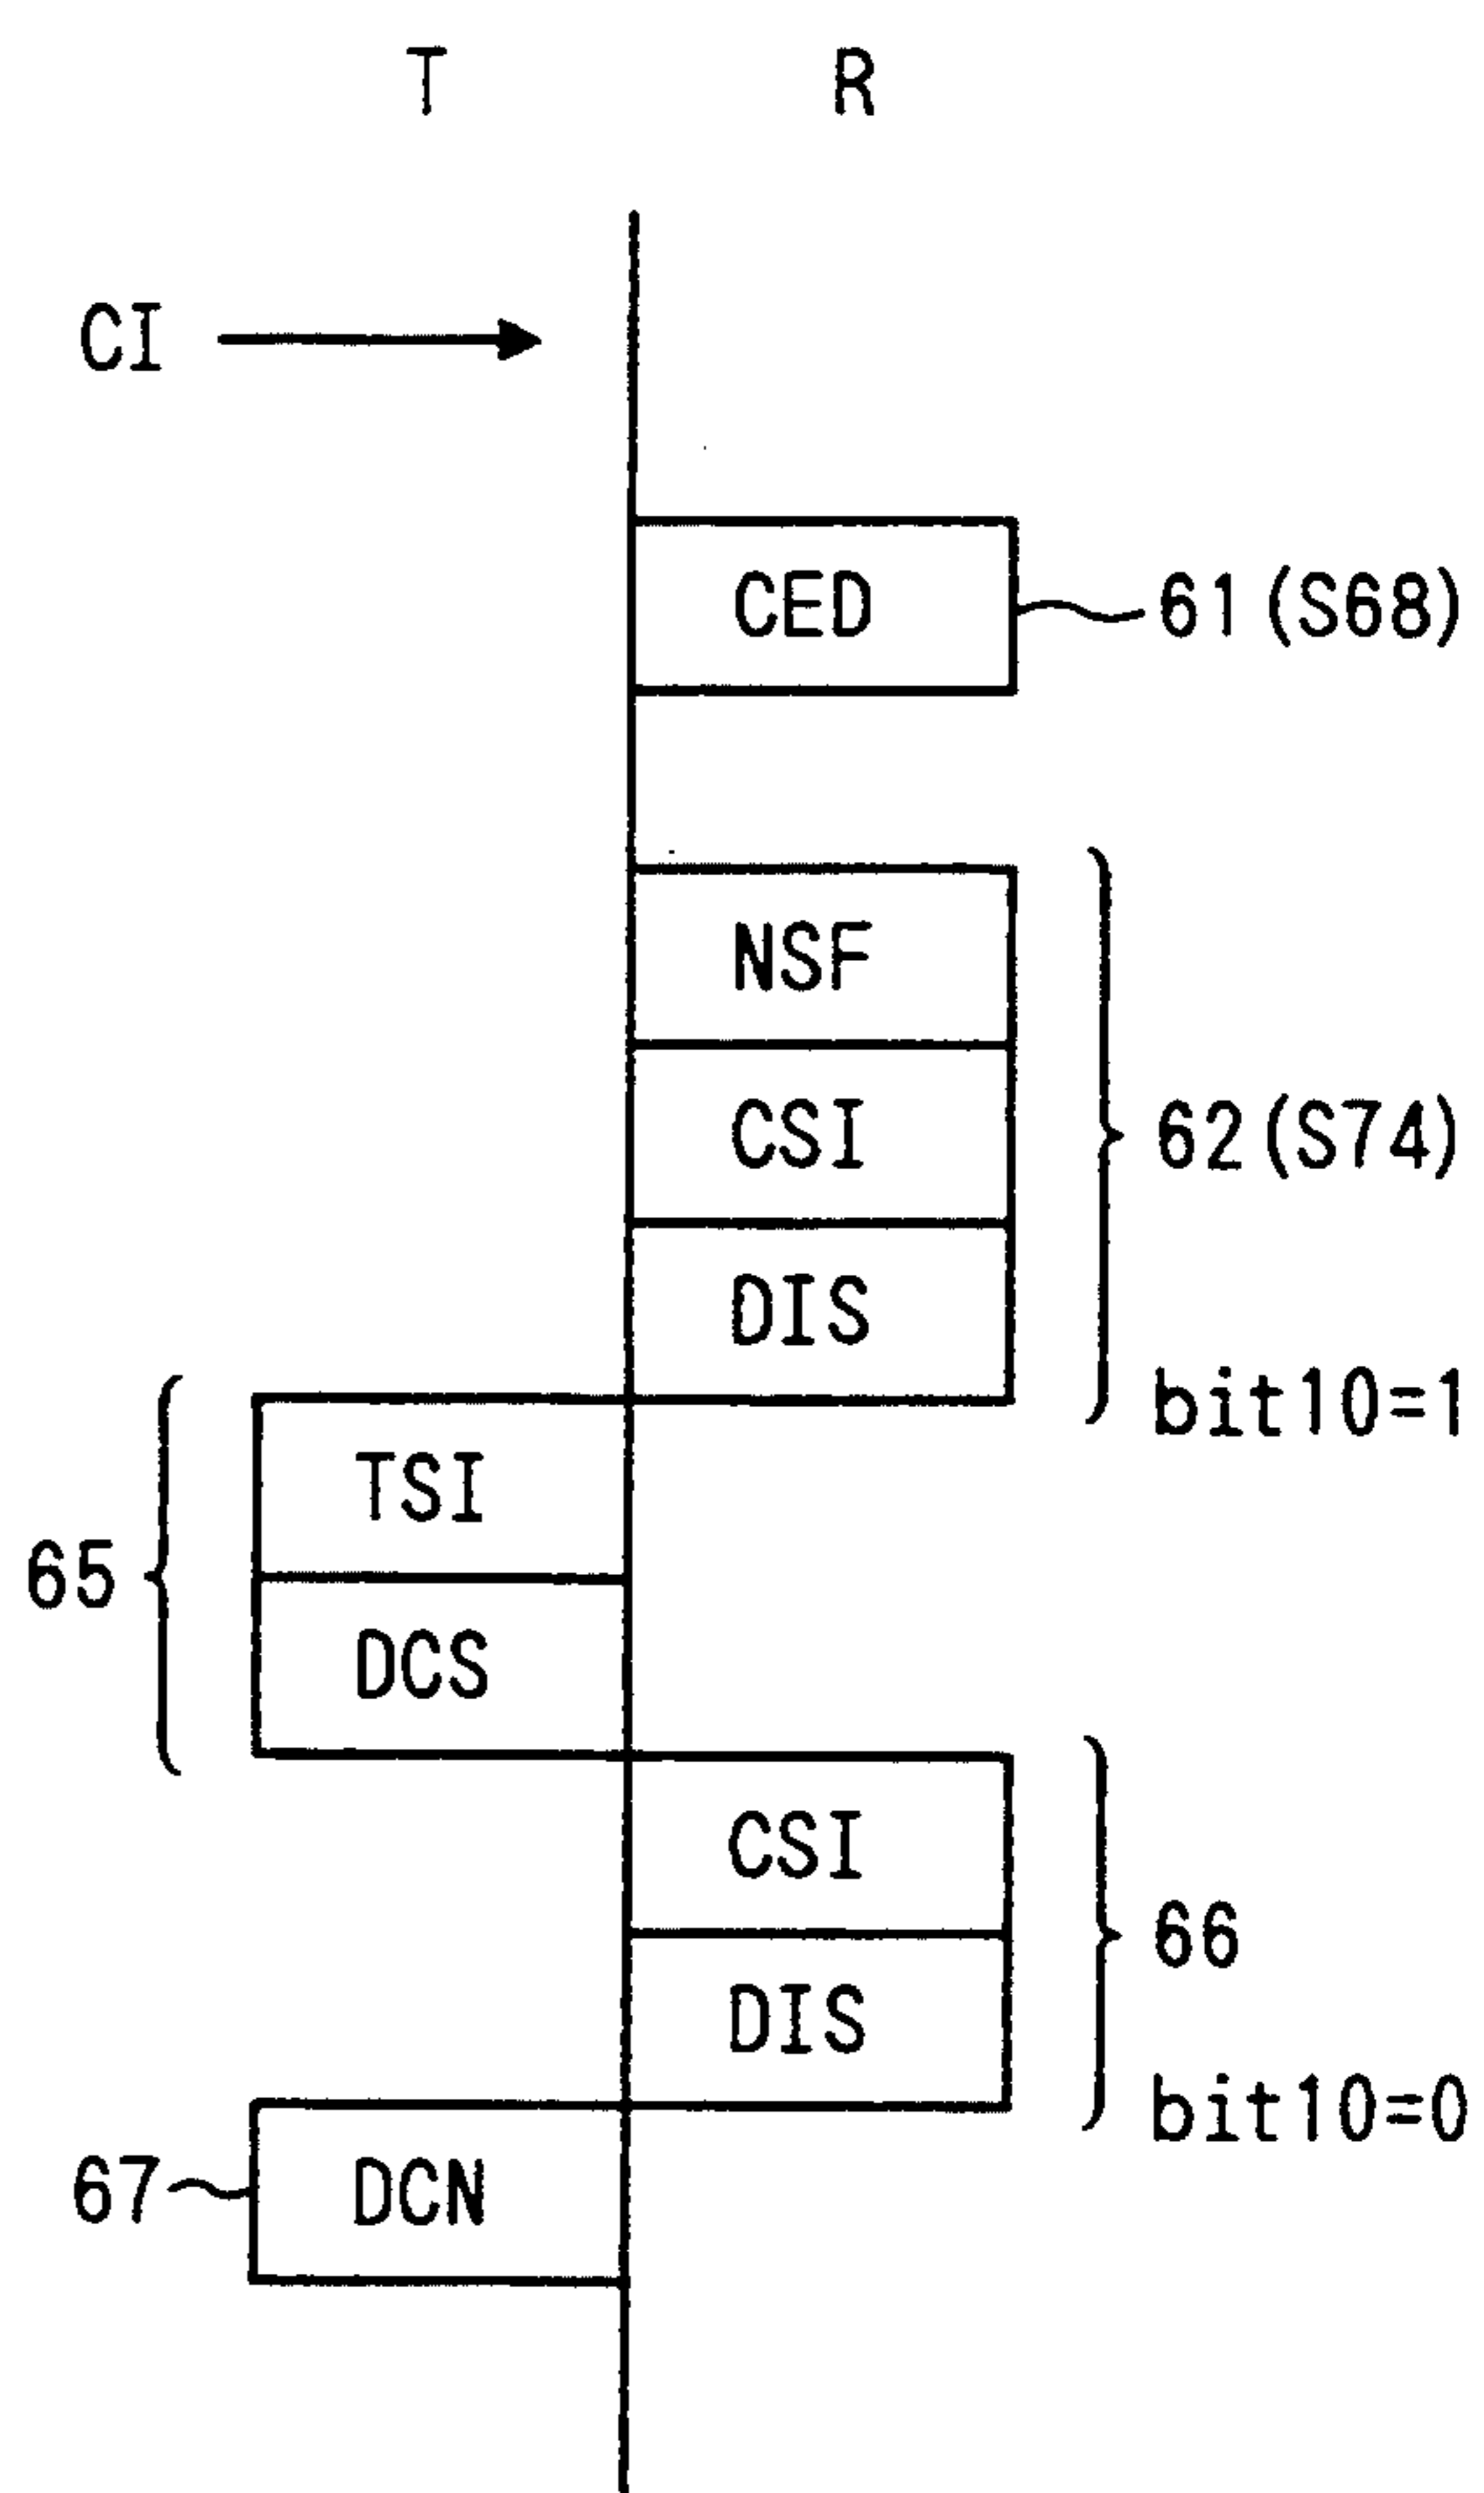 T R
CI
CED 61(S68)
NSF
CSI 62(S74)
DIS
bit10=1
TSI
65
DCS
CSI
66
DIS
bit10=0
67 DCN